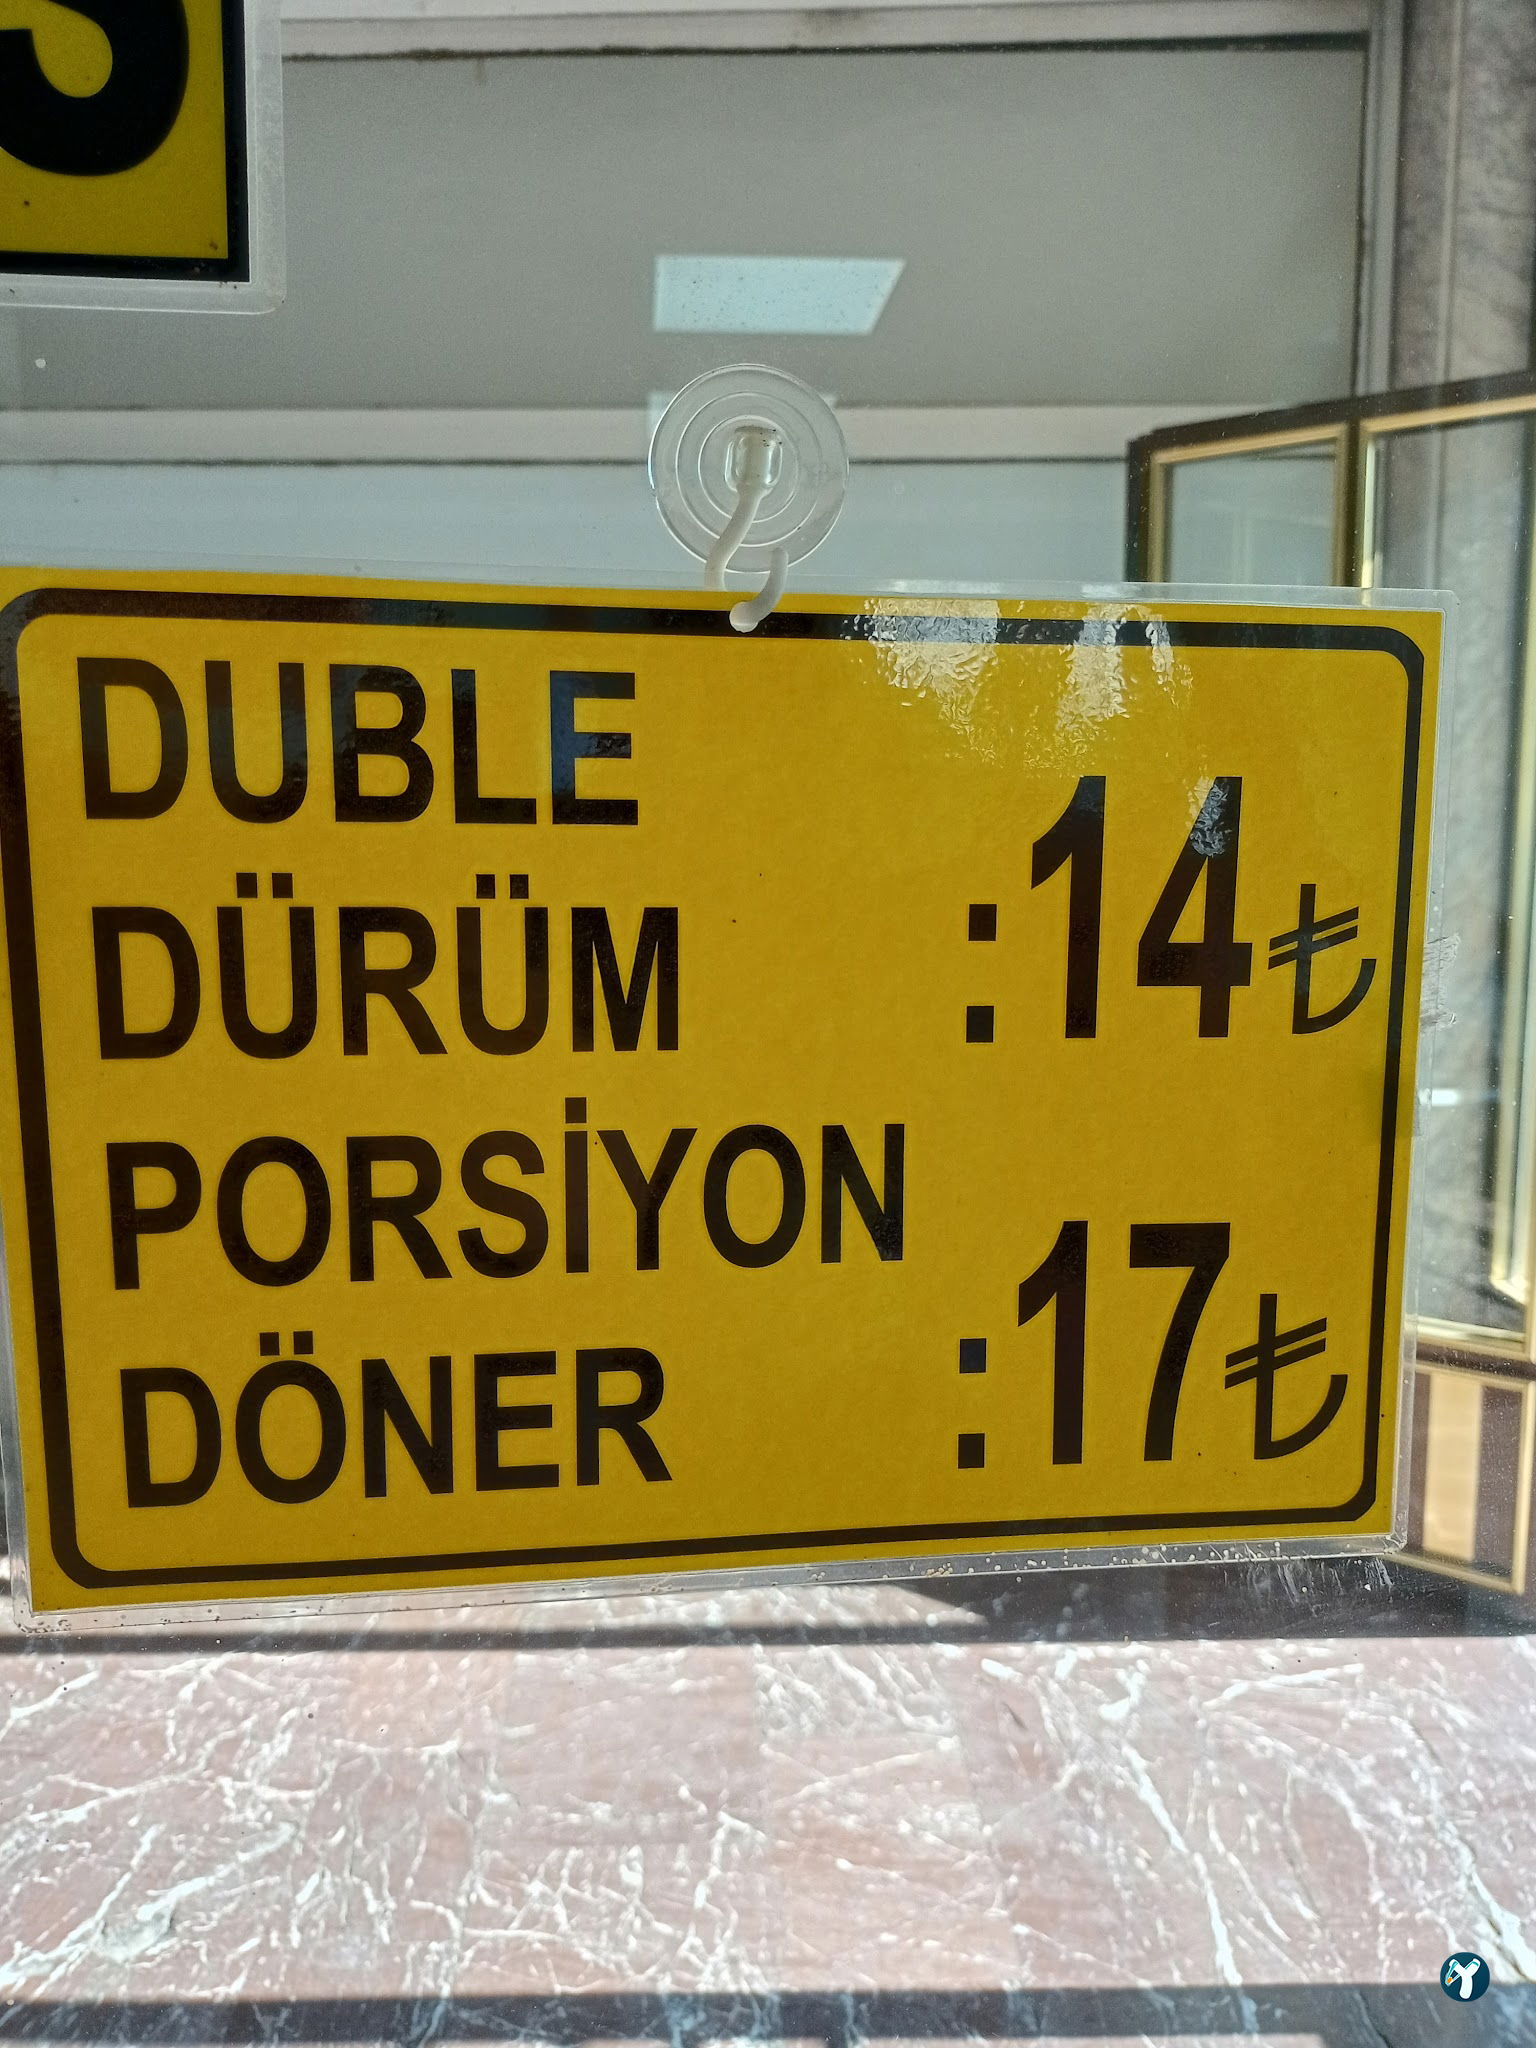 DUBLE
DÜRÜM :14₺
PORSİYON
DÖNER :17₺